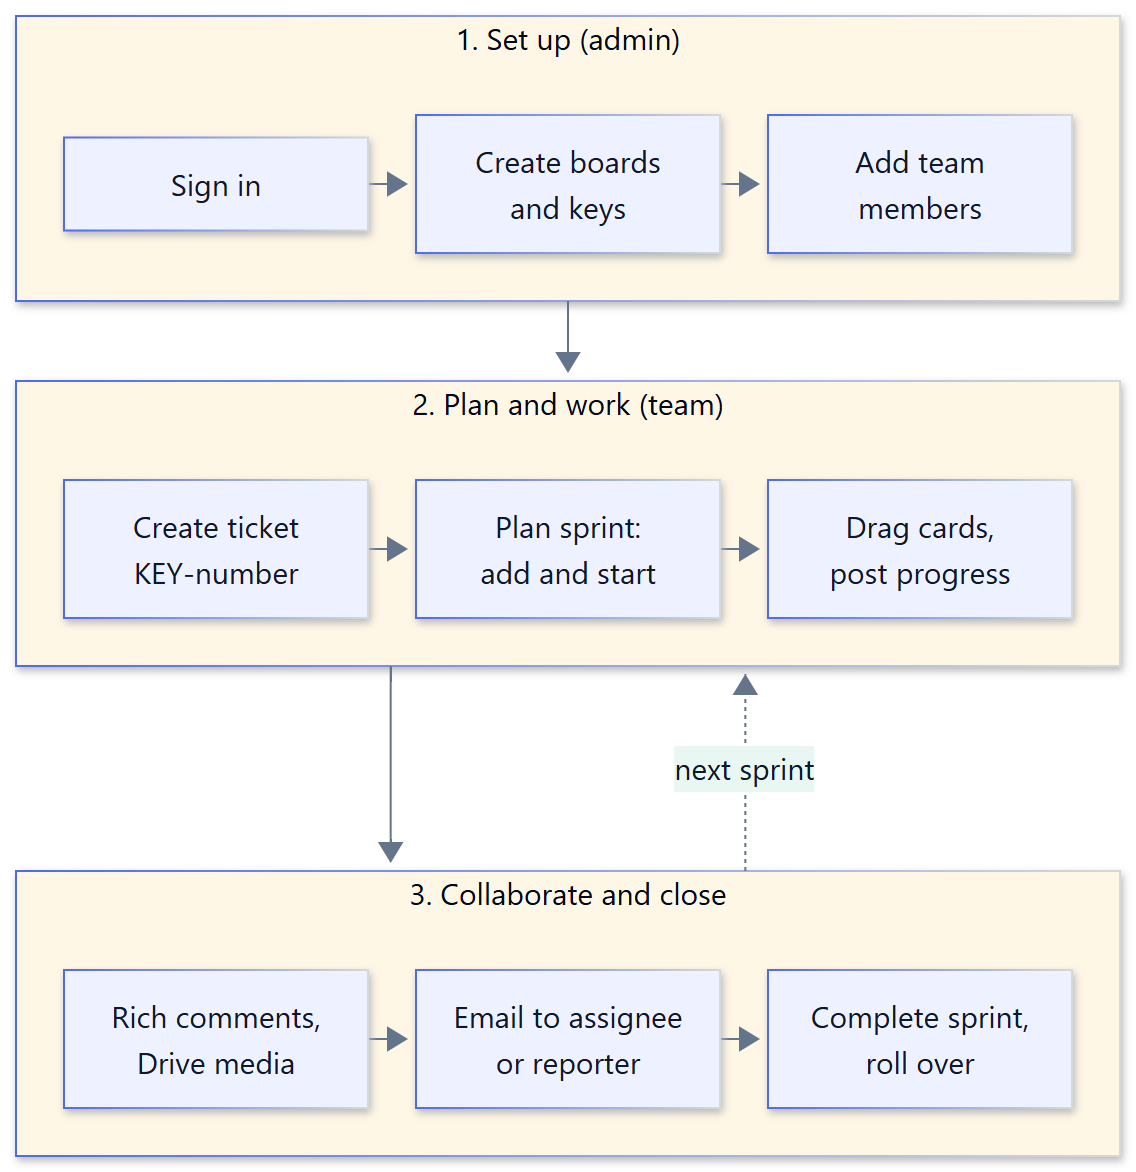 1. Set up (admin)
Sign in
Create boards
and keys
Add team
members
2. Plan and work (team)
Create ticket
KEY-number
Plan sprint:
add and start
Drag cards,
post progress
next sprint
3. Collaborate and close
Rich comments,
Drive media
Email to assignee
or reporter
Complete sprint,
roll over